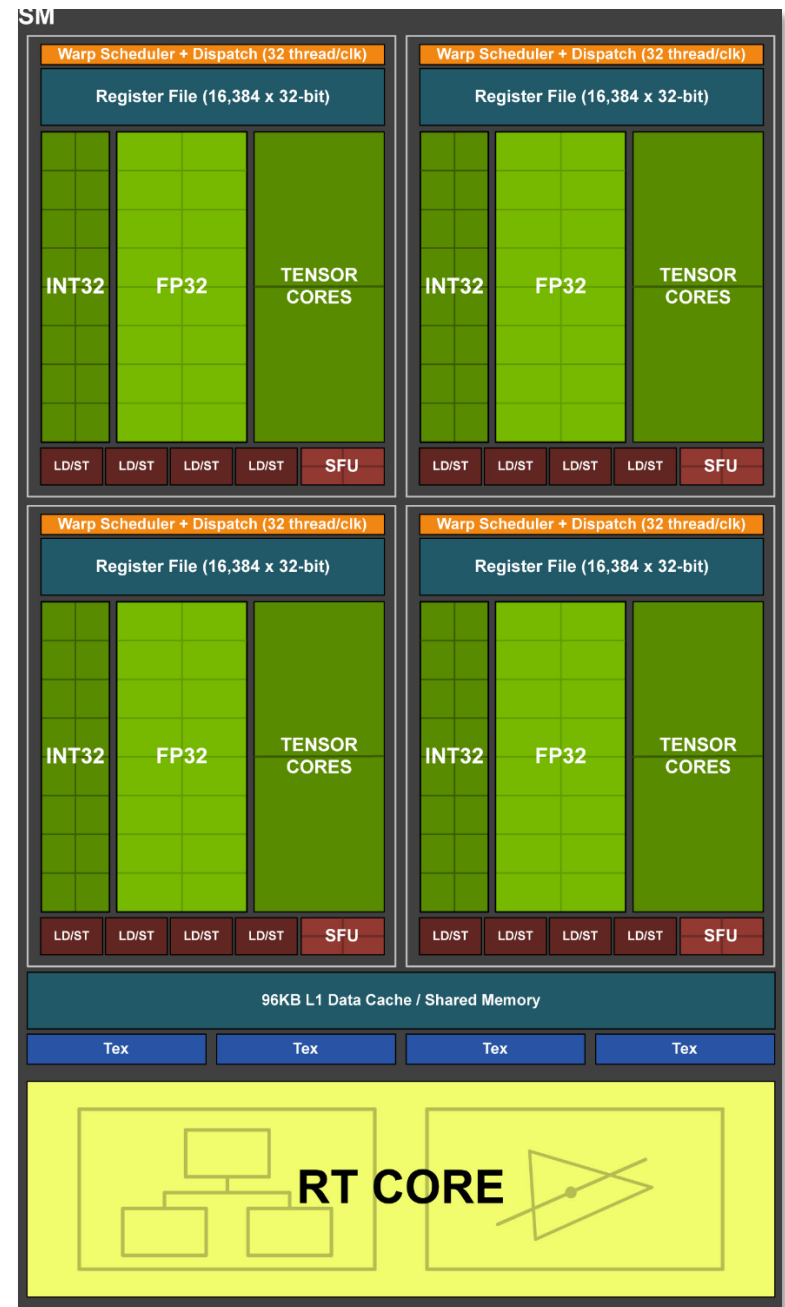 SM
Warp Scheduler + Dispatch (32 thread/clk)
Register File (16,384 x 32-bit)
INT32
FP32
TENSOR
CORES
LD/ST
LD/ST
LD/ST
LD/ST
SFU
Warp Scheduler + Dispatch (32 thread/clk)
Register File (16,384 x 32-bit)
INT32
FP32
TENSOR
CORES
LD/ST
LD/ST
LD/ST
LD/ST
SFU
Warp Scheduler + Dispatch (32 thread/clk)
Register File (16,384 x 32-bit)
INT32
FP32
TENSOR
CORES
LD/ST
LD/ST
LD/ST
LD/ST
SFU
Warp Scheduler + Dispatch (32 thread/clk)
Register File (16,384 x 32-bit)
INT32
FP32
TENSOR
CORES
LD/ST
LD/ST
LD/ST
LD/ST
SFU
96KB L1 Data Cache / Shared Memory
Tex
Tex
Tex
Tex
RT CORE